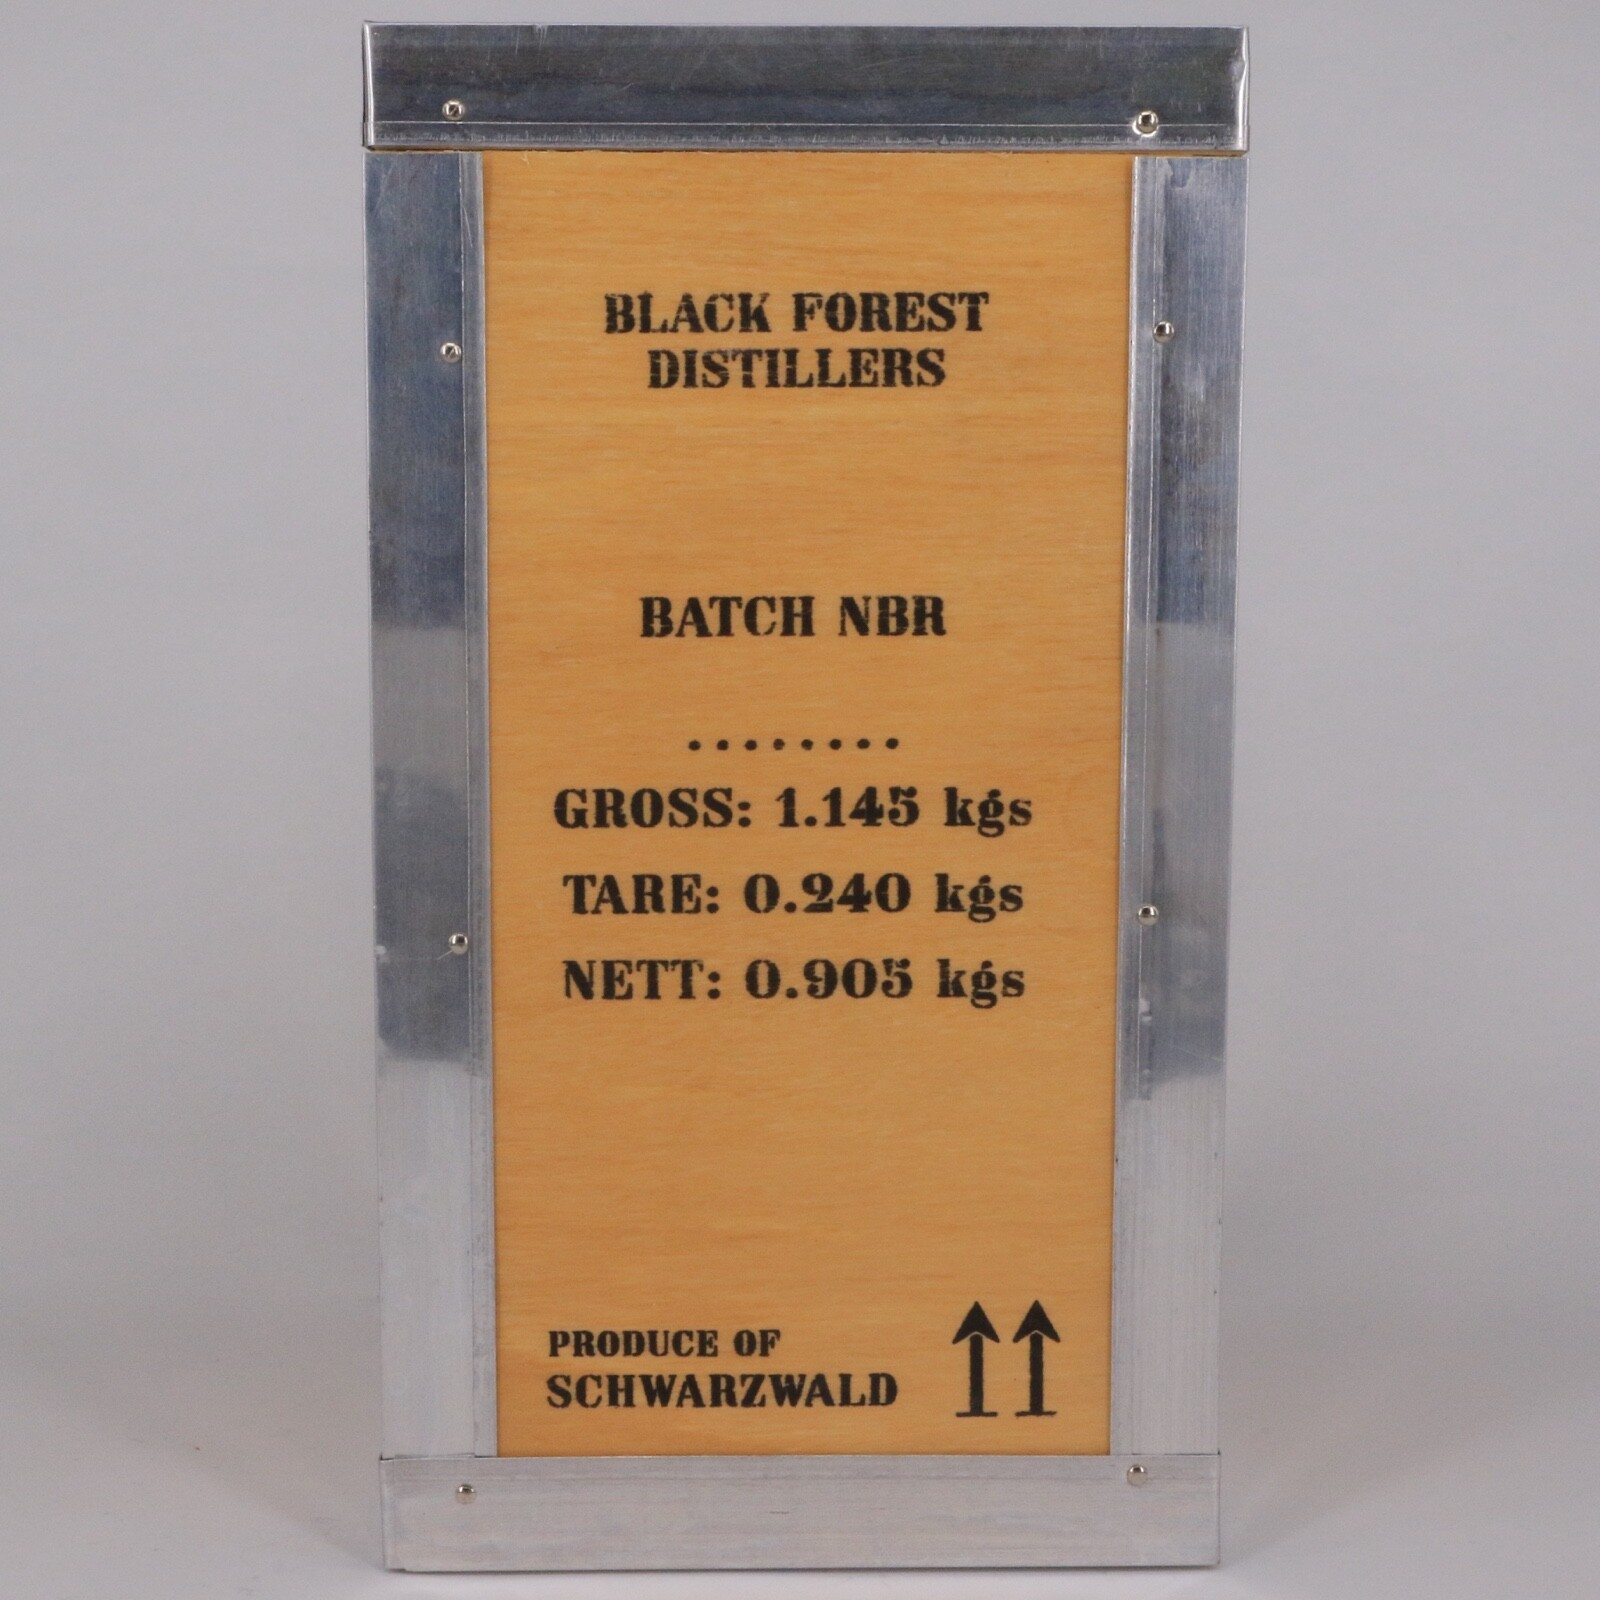 BLACK FOREST
DISTILLERS
BATCH NBR
........
GROSS: 1.145 kgs
TARE: 0.240 kgs
NETT: 0.905 kgs
PRODUCE OF
SCHWARZWALD